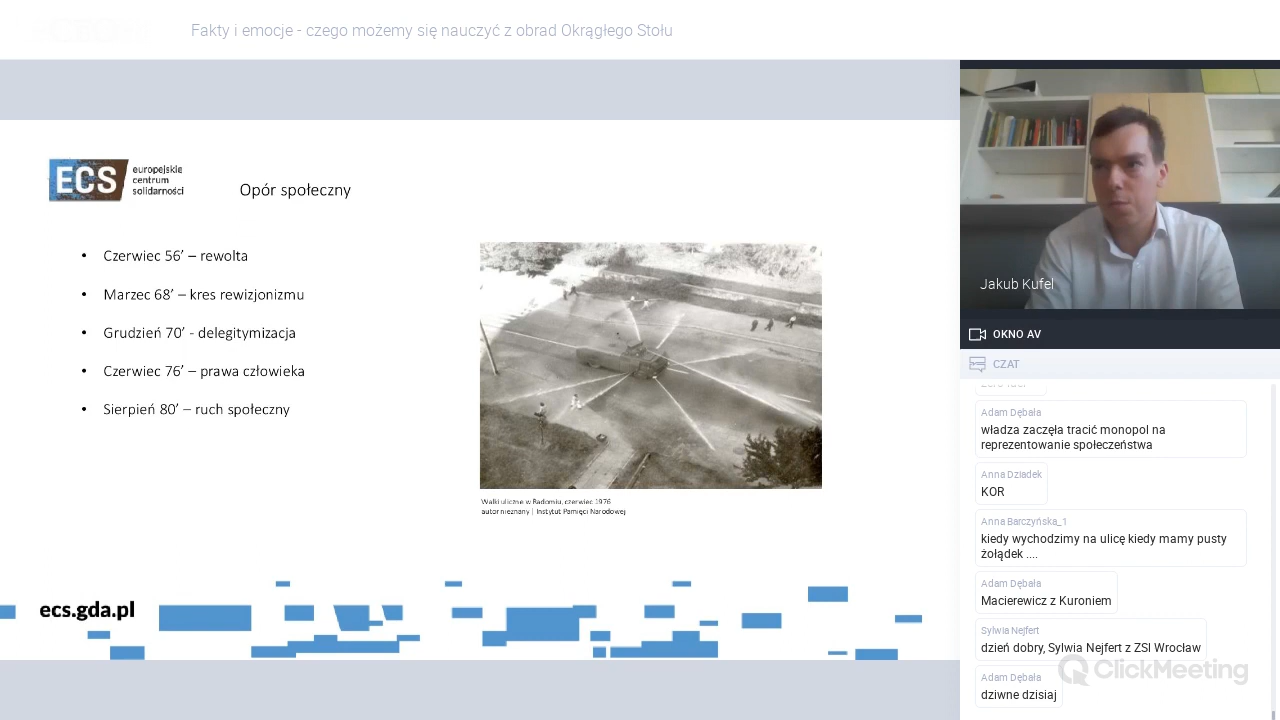 Fakty i emocje - czego możemy się nauczyć z obrad Okrągłego Stołu
ECS
europejskie
centrum
solidarności
Opór społeczny
• Czerwiec 56’ – rewolta
• Marzec 68’ – kres rewizjonizmu
• Grudzień 70’ - delegitymizacja
• Czerwiec 76’ – prawa człowieka
• Sierpień 80’ – ruch społeczny
Walki uliczne w Radomiu, czerwiec 1976
autor nieznany | Instytut Pamięci Narodowej
ecs.gda.pl
Jakub Kufel
OKNO AV
CZAT
Adam Dębała
władza zaczęła tracić monopol na
reprezentowanie społeczeństwa
Anna Dziadek
KOR
Anna Barczyńska_1
kiedy wychodzimy na ulicę kiedy mamy pusty
żołądek ....
Adam Dębała
Macierewicz z Kuroniem
Sylwia Nejfert
dzień dobry, Sylwia Nejfert z ZSI Wrocław
Adam Dębała
dziwne dzisiaj
ClickMeeting